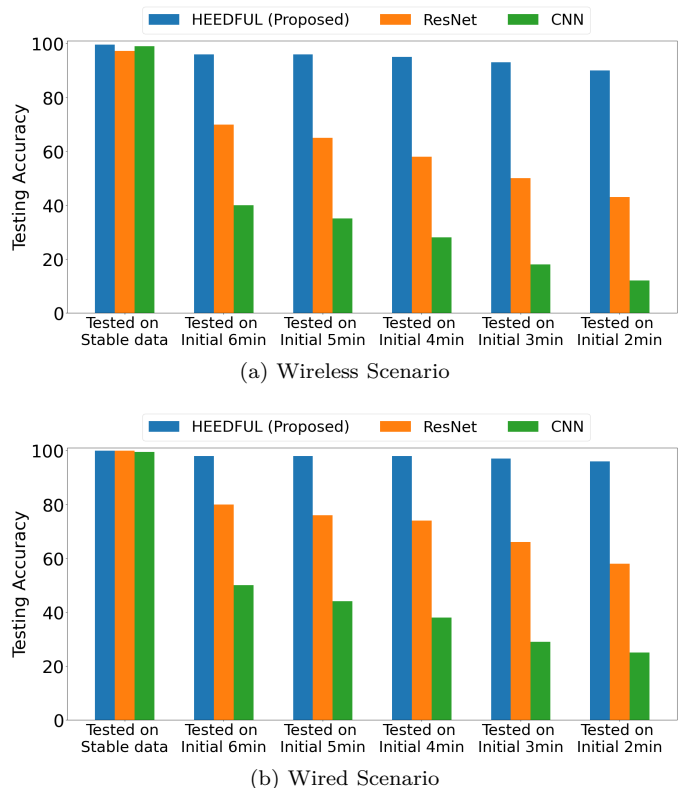 HEEDFUL (Proposed) ResNet CNN
100
80
60
40
20
0
Testing Accuracy
Tested on Stable data
Tested on Initial 6min
Tested on Initial 5min
Tested on Initial 4min
Tested on Initial 3min
Tested on Initial 2min
(a) Wireless Scenario
HEEDFUL (Proposed) ResNet CNN
100
80
60
40
20
0
Testing Accuracy
Tested on Stable data
Tested on Initial 6min
Tested on Initial 5min
Tested on Initial 4min
Tested on Initial 3min
Tested on Initial 2min
(b) Wired Scenario